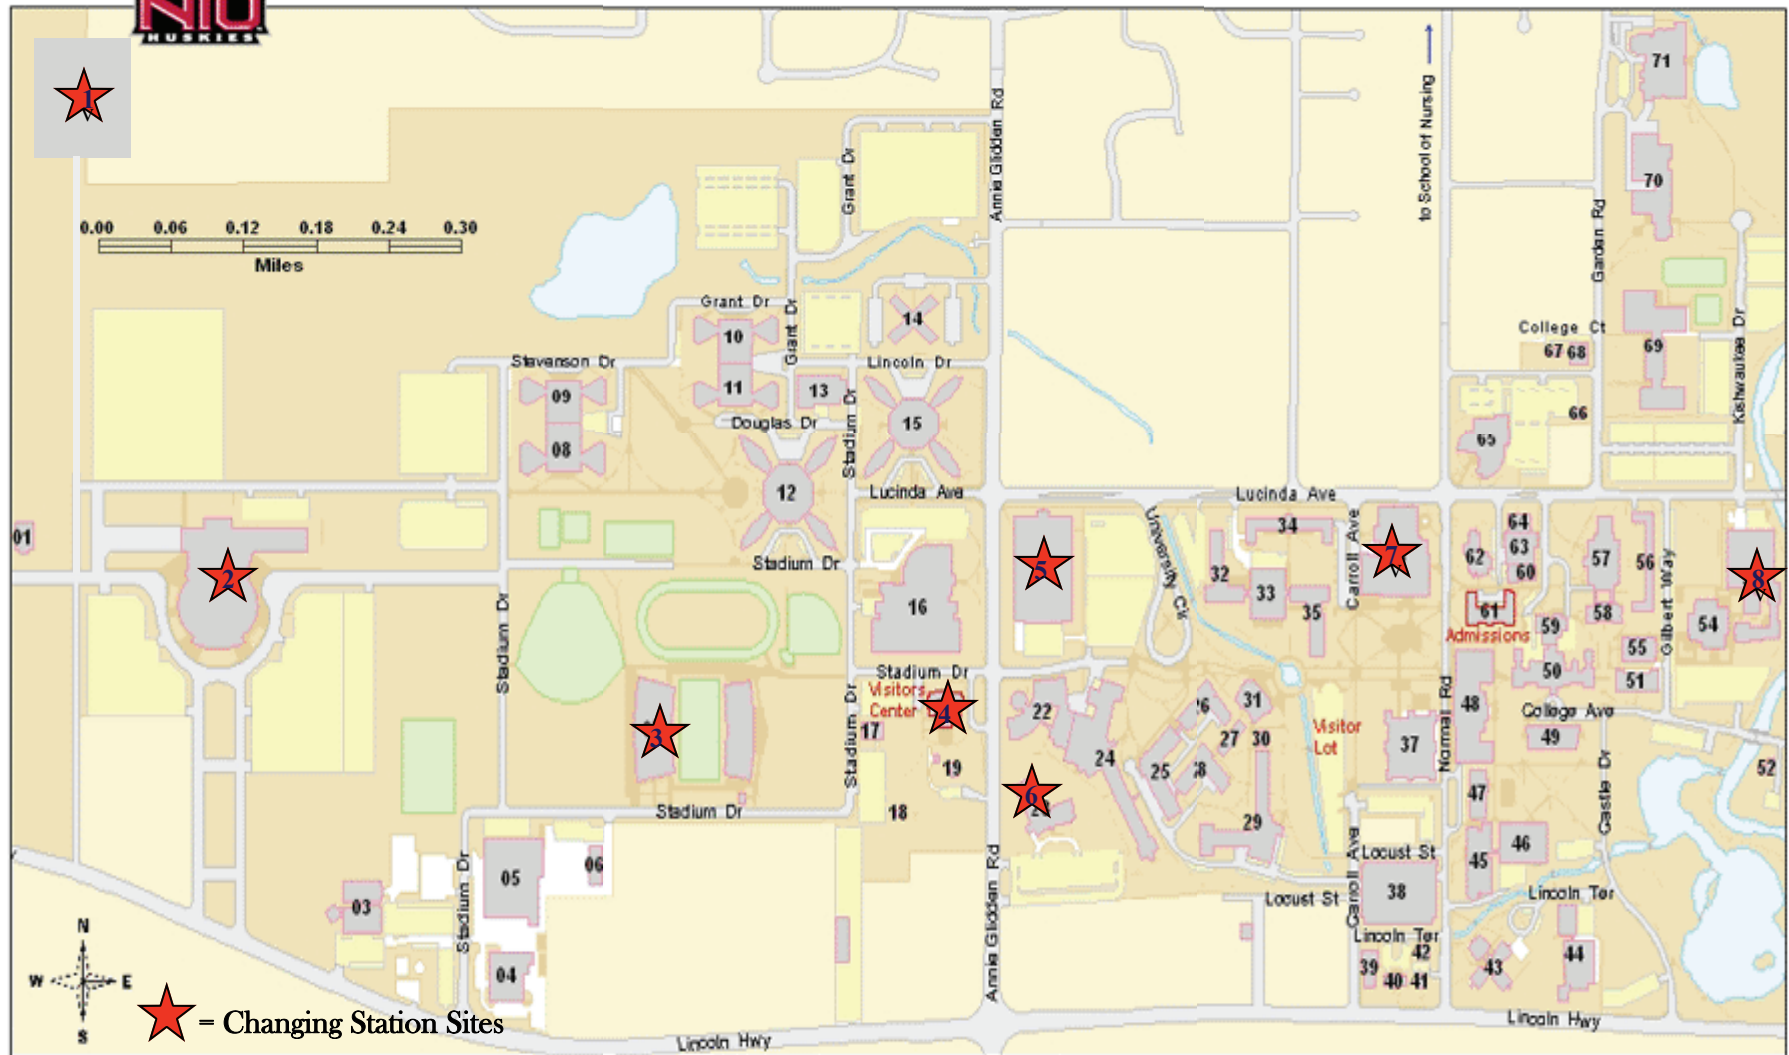 NIU
HUSKIES
1
to School of Nursing
71
70
Annie Glidden Rd
Grant Dr
Garden Rd
0.00 0.06 0.12 0.18 0.24 0.30
Miles
Grant Dr
Grant Dr
14
10
College Ct
67 68
69
Kishwaukee Dr
Stevenson Dr
Lincoln Dr
09
11
13
Stadium Dr
15
66
65
Douglas Dr
08
12
Lucinda Ave
Lucinda Ave
01
2
Stadium Dr
5
University Cir
34
Carroll Ave
7
64
62
63
60
57
56
Gilbert Way
8
32
33
35
16
61
Admissions
59
58
54
55
Stadium Dr
Stadium Dr
Visitors
Center
4
17
Stadium Dr
3
22
24
26
31
27
30
25
28
Visitor
Lot
37
Normal Rd
48
50
51
College Ave
49
52
Castle Dr
19
18
6
29
47
46
45
Stadium Dr
05
06
Annie Glidden Rd
Carroll Ave
Locust St
38
Locust St
Lincoln Ter
03
Stadium Dr
04
Lincoln Ter
42
39
40
41
43
44
N
W E
S
= Changing Station Sites
Lincoln Hwy
Lincoln Hwy